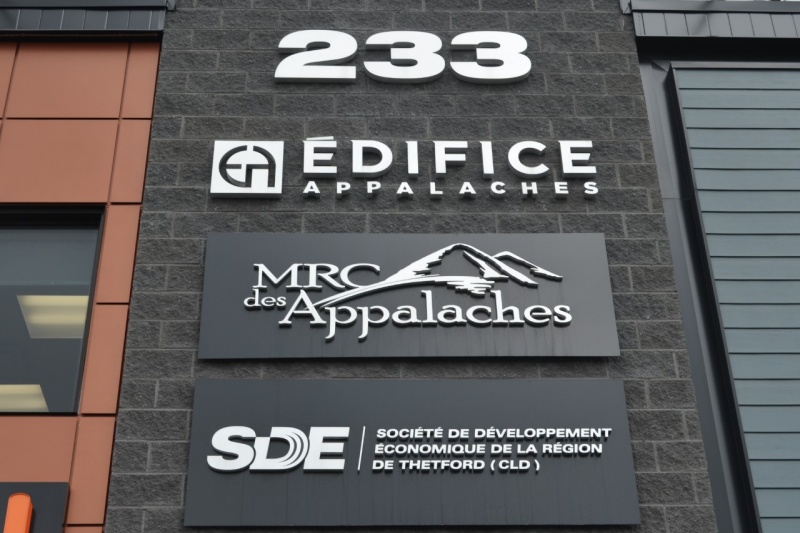 233
ÉDIFICE
APPALACHES
MRC
des Appalaches
SDE
SOCIÉTÉ DE DÉVELOPPEMENT
ÉCONOMIQUE DE LA RÉGION
DE THETFORD ( CLD )